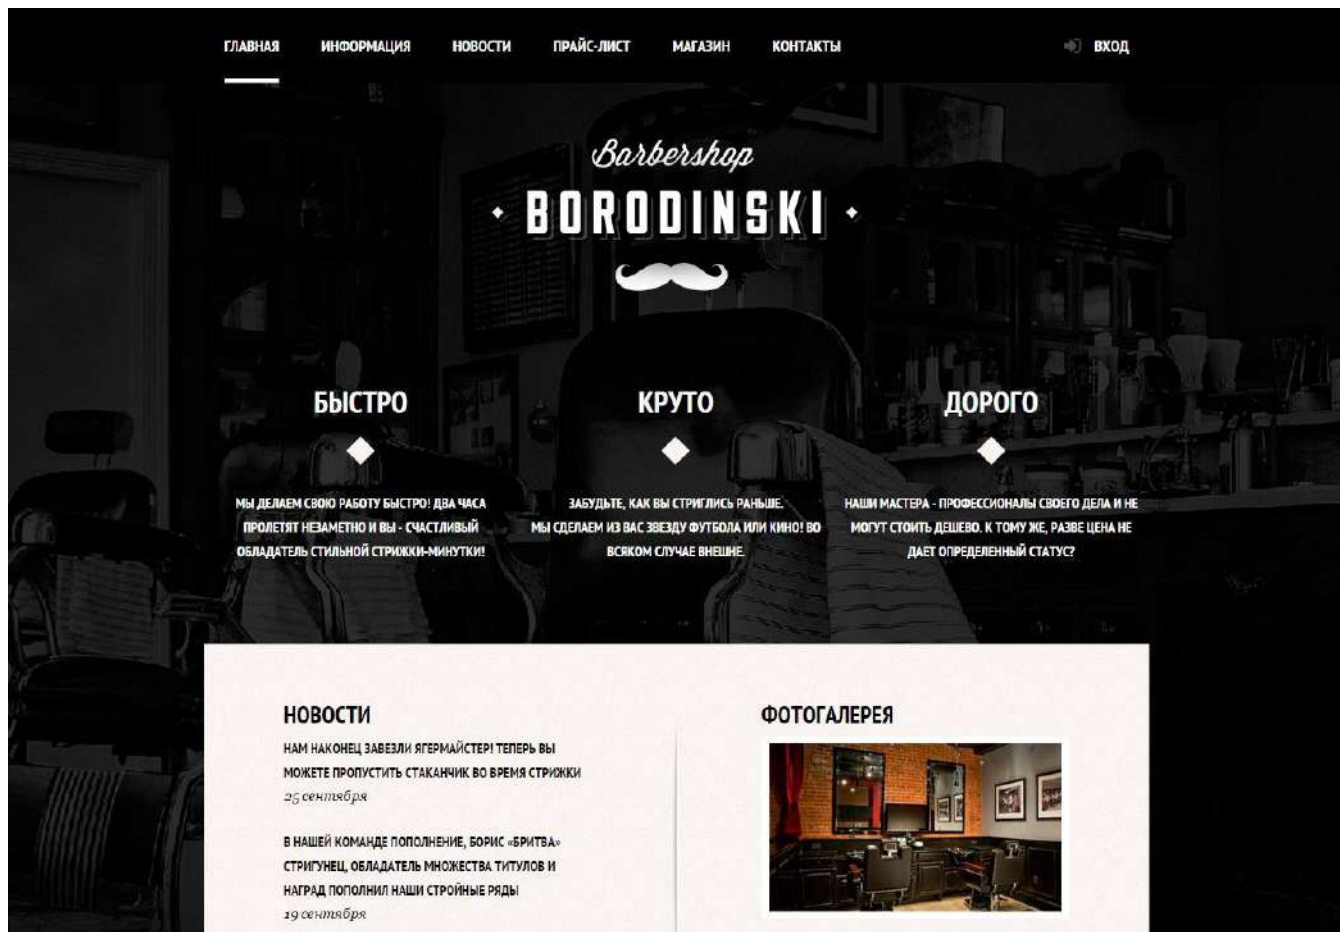 ГЛАВНАЯ ИНФОРМАЦИЯ НОВОСТИ ПРАЙС-ЛИСТ МАГАЗИН КОНТАКТЫ ВХОД
Barbershop
BORODINSKI
БЫСТРО
МЫ ДЕЛАЕМ СВОЮ РАБОТУ БЫСТРО! ДВА ЧАСА
ПРОЛЕТЯТ НЕЗАМЕТНО И ВЫ - СЧАСТЛИВЫЙ
ОБЛАДАТЕЛЬ СТИЛЬНОЙ СТРИЖКИ-МИНУТКИ!
КРУТО
ЗАБУДЬТЕ, КАК ВЫ СТРИГЛИСЬ РАНЬШЕ.
МЫ СДЕЛАЕМ ИЗ ВАС ЗВЕЗДУ ФУТБОЛА ИЛИ КИНО! ВО
ВСЯКОМ СЛУЧАЕ ВНЕШНЕ.
ДОРОГО
НАШИ МАСТЕРА - ПРОФЕССИОНАЛЫ СВОЕГО ДЕЛА И НЕ
МОГУТ СТОИТЬ ДЕШЕВО. К ТОМУ ЖЕ, РАЗВЕ ЦЕНА НЕ
ДАЕТ ОПРЕДЕЛЕННЫЙ СТАТУС?
НОВОСТИ
НАМ НАКОНЕЦ ЗАВЕЗЛИ ЯГЕРМАЙСТЕР! ТЕПЕРЬ ВЫ
МОЖЕТЕ ПРОПУСТИТЬ СТАКАНЧИК ВО ВРЕМЯ СТРИЖКИ
25 сентября
В НАШЕЙ КОМАНДЕ ПОПОЛНЕНИЕ, БОРИС «БРИТВА»
СТРИГУНЕЦ, ОБЛАДАТЕЛЬ МНОЖЕСТВА ТИТУЛОВ И
НАГРАД ПОПОЛНИЛ НАШИ СТРОЙНЫЕ РЯДЫ
19 сентября
ФОТОГАЛЕРЕЯ